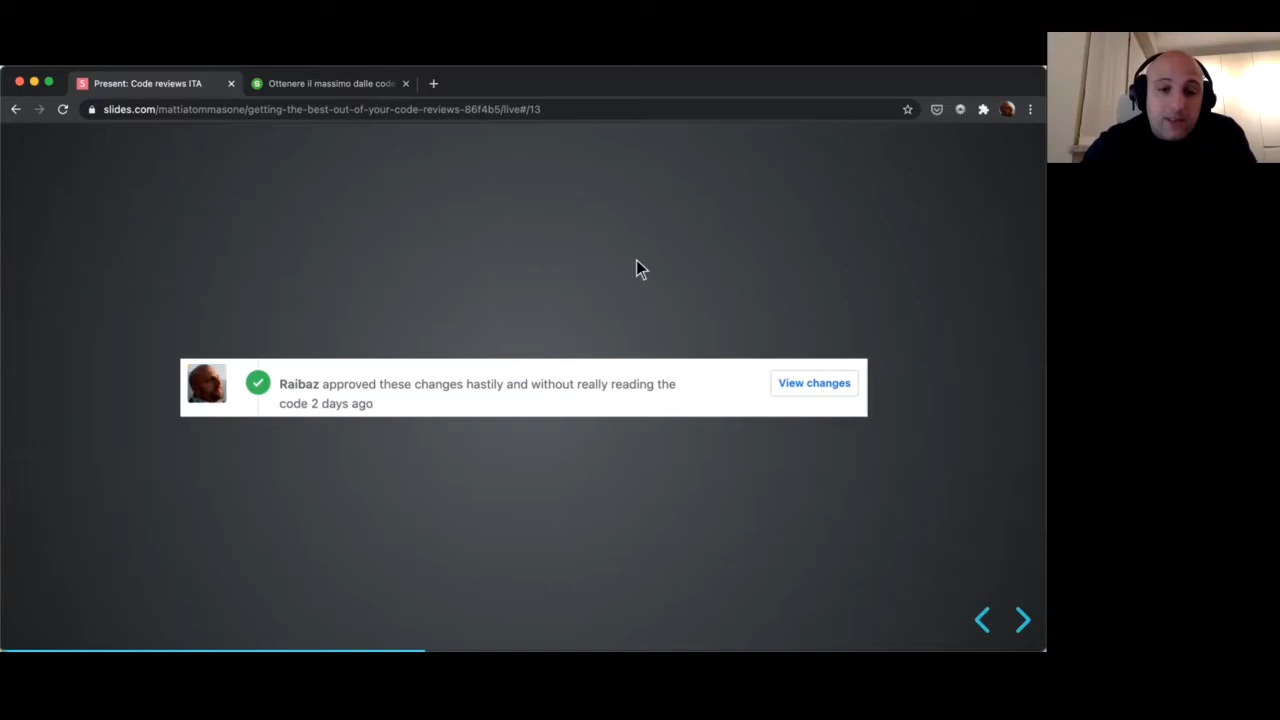 Present: Code reviews ITA
Ottenere il massimo dalle code
slides.com/mattiatommasone/getting-the-best-out-of-your-code-reviews-86f4b5/live#/13
Raibaz approved these changes hastily and without really reading the
code 2 days ago
View changes